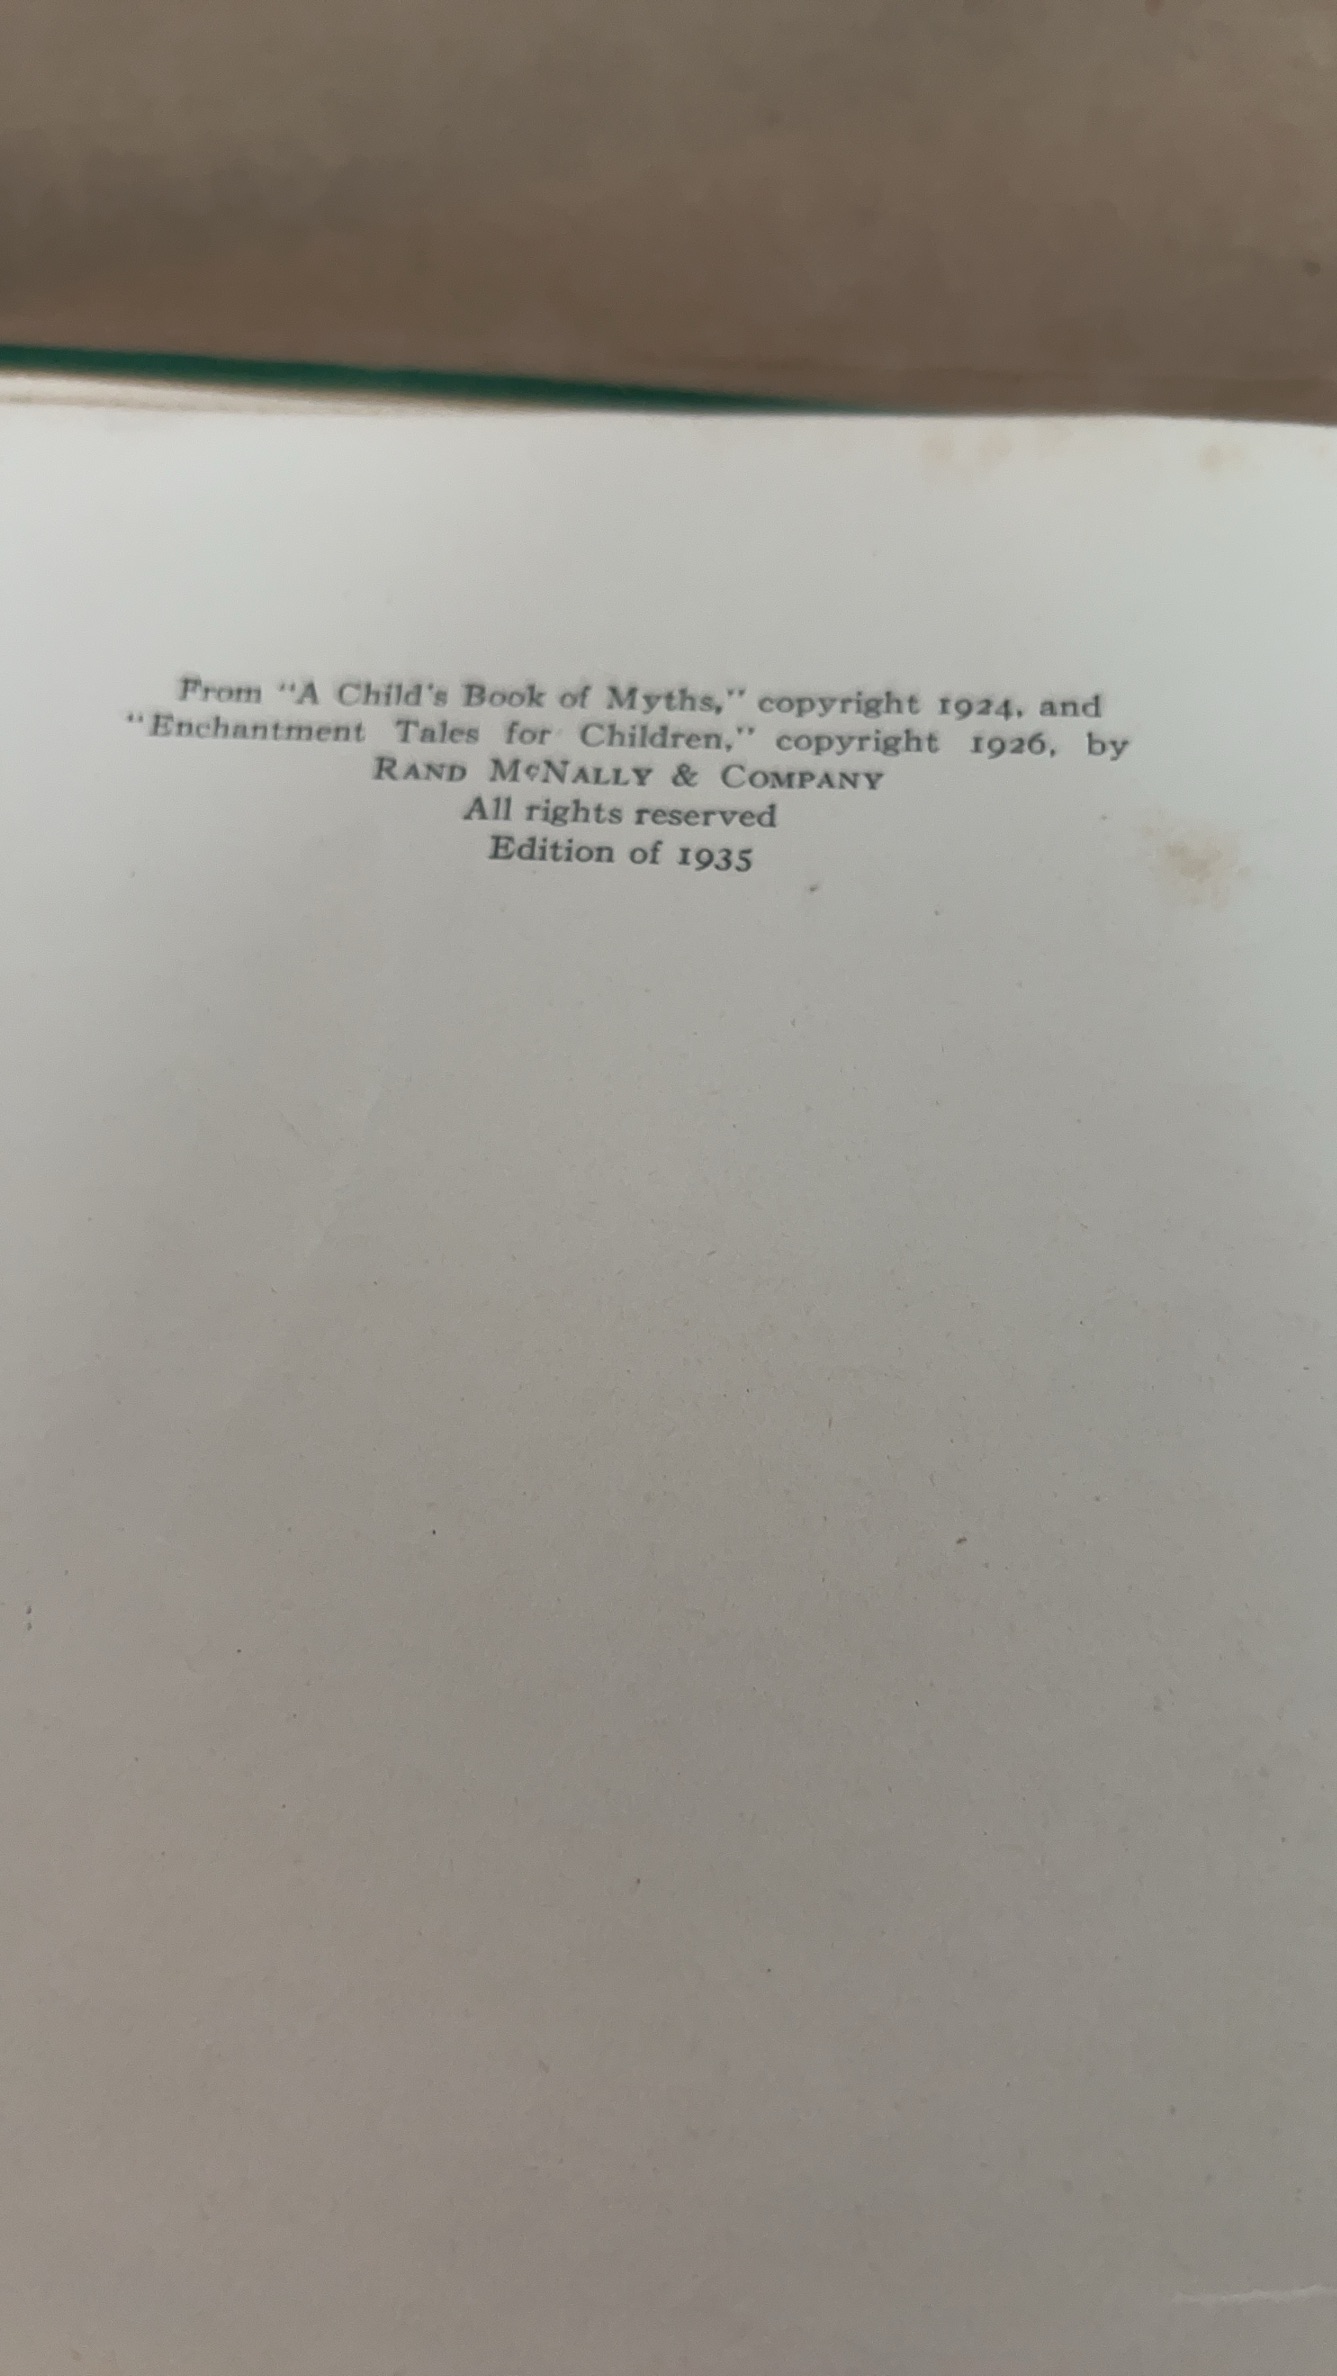 From "A Child's Book of Myths," copyright 1924, and
"Enchantment Tales for Children," copyright 1926, by
RAND McNALLY & COMPANY
All rights reserved
Edition of 1935